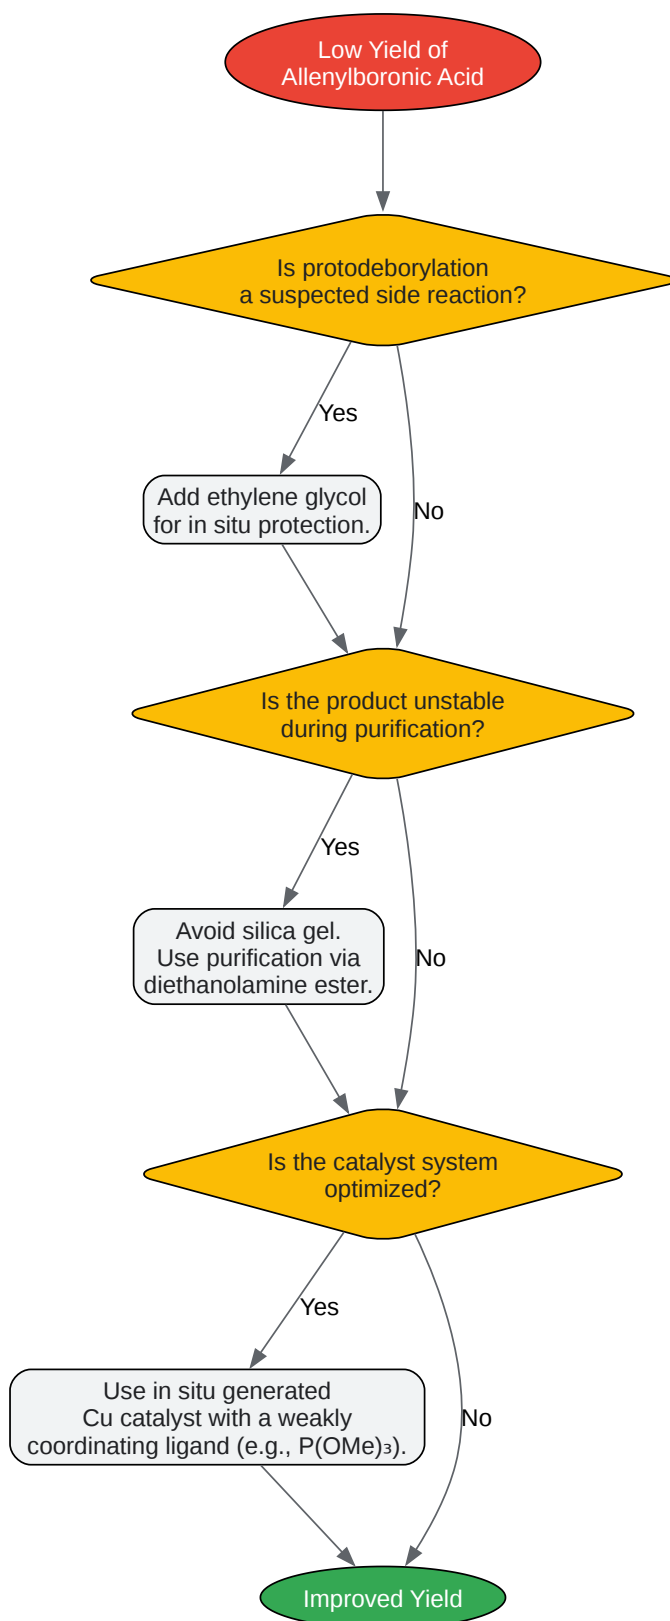 Low Yield of
Allenylboronic Acid
Is protodeborylation
a suspected side reaction?
Yes
Add ethylene glycol
for in situ protection.
No
Is the product unstable
during purification?
Yes
Avoid silica gel.
Use purification via
diethanolamine ester.
No
Is the catalyst system
optimized?
Yes
Use in situ generated
Cu catalyst with a weakly
coordinating ligand (e.g., P(OMe)₃).
No
Improved Yield